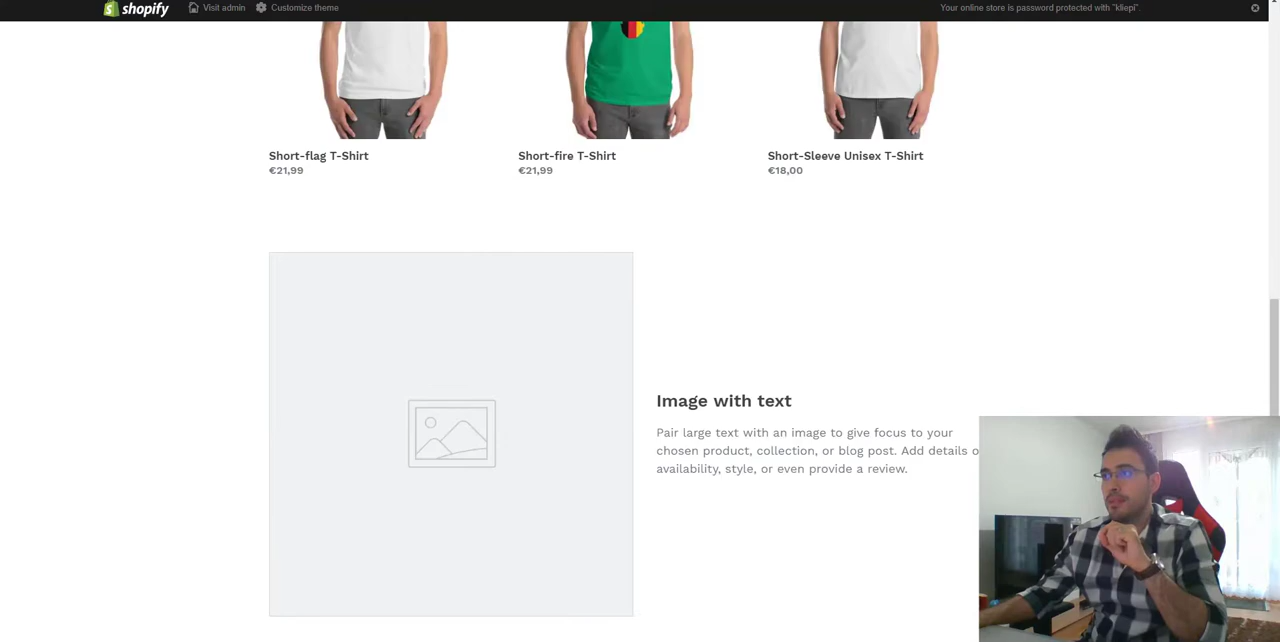 shopify
Visit admin
Customize theme
Your online store is password protected with "kliepi".
Short-flag T-Shirt
€21,99
Short-fire T-Shirt
€21,99
Short-Sleeve Unisex T-Shirt
€18,00
Image with text
Pair large text with an image to give focus to your
chosen product, collection, or blog post. Add details
availability, style, or even provide a review.